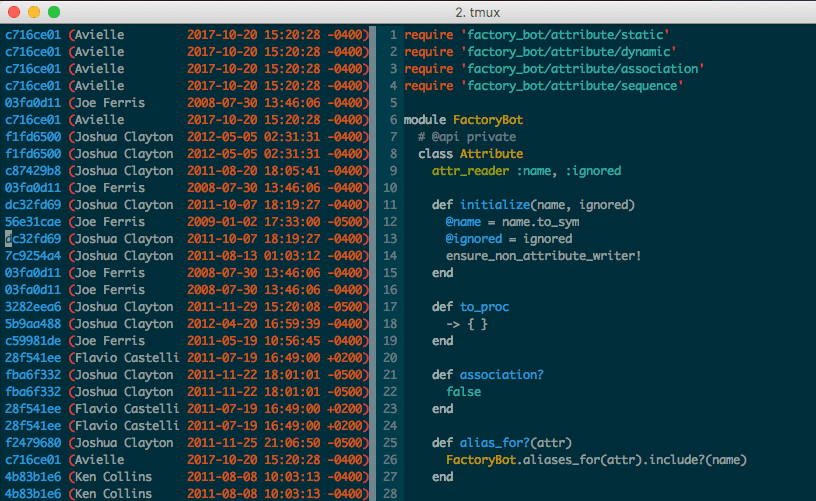 2. tmux
c716ce01 (Avielle 2017-10-20 15:20:28 -0400) 1 require 'factory_bot/attribute/static'
c716ce01 (Avielle 2017-10-20 15:20:28 -0400) 2 require 'factory_bot/attribute/dynamic'
c716ce01 (Avielle 2017-10-20 15:20:28 -0400) 3 require 'factory_bot/attribute/association'
c716ce01 (Avielle 2017-10-20 15:20:28 -0400) 4 require 'factory_bot/attribute/sequence'
03fa0d11 (Joe Ferris 2008-07-30 13:46:06 -0400) 5
c716ce01 (Avielle 2017-10-20 15:20:28 -0400) 6 module FactoryBot
f1fd6500 (Joshua Clayton 2012-05-05 02:31:31 -0400) 7 # @api private
f1fd6500 (Joshua Clayton 2012-05-05 02:31:31 -0400) 8 class Attribute
c87429b8 (Joshua Clayton 2011-08-20 18:05:41 -0400) 9 attr_reader :name, :ignored
03fa0d11 (Joe Ferris 2008-07-30 13:46:06 -0400) 10
dc32fd69 (Joshua Clayton 2011-10-07 18:19:27 -0400) 11 def initialize(name, ignored)
56e31cae (Joe Ferris 2009-01-02 17:33:00 -0500) 12 @name = name.to_sym
dc32fd69 (Joshua Clayton 2011-10-07 18:19:27 -0400) 13 @ignored = ignored
7c9254a4 (Joshua Clayton 2011-08-13 01:03:12 -0400) 14 ensure_non_attribute_writer!
03fa0d11 (Joe Ferris 2008-07-30 13:46:06 -0400) 15 end
03fa0d11 (Joe Ferris 2008-07-30 13:46:06 -0400) 16
3282eea6 (Joshua Clayton 2011-11-29 15:20:08 -0500) 17 def to_proc
5b9aa488 (Joshua Clayton 2012-04-20 16:59:39 -0400) 18 -> { }
c59981de (Joe Ferris 2011-05-19 10:56:45 -0400) 19 end
28f541ee (Flavio Castelli 2011-07-19 16:49:00 +0200) 20
fba6f332 (Joshua Clayton 2011-11-22 18:01:01 -0500) 21 def association?
fba6f332 (Joshua Clayton 2011-11-22 18:01:01 -0500) 22 false
28f541ee (Flavio Castelli 2011-07-19 16:49:00 +0200) 23 end
28f541ee (Flavio Castelli 2011-07-19 16:49:00 +0200) 24
f2479680 (Joshua Clayton 2011-11-25 21:06:50 -0500) 25 def alias_for?(attr)
c716ce01 (Avielle 2017-10-20 15:20:28 -0400) 26 FactoryBot.aliases_for(attr).include?(name)
4b83b1e6 (Ken Collins 2011-08-08 10:03:13 -0400) 27 end
4b83b1e6 (Ken Collins 2011-08-08 10:03:13 -0400) 28